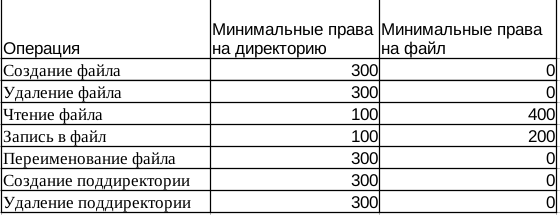 Операция Минимальные права на директорию Минимальные права на файл
Создание файла 300 0
Удаление файла 300 0
Чтение файла 100 400
Запись в файл 100 200
Переименование файла 300 0
Создание поддиректории 300 0
Удаление поддиректории 300 0